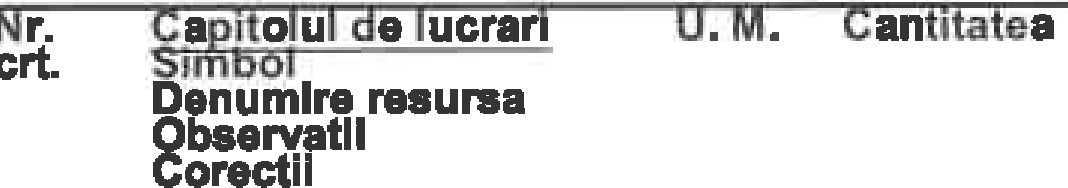 Nr. Capitolul de lucrari U.M. Cantitatea
crt. Simbol
Denumire resursa
Observatii
Corectii